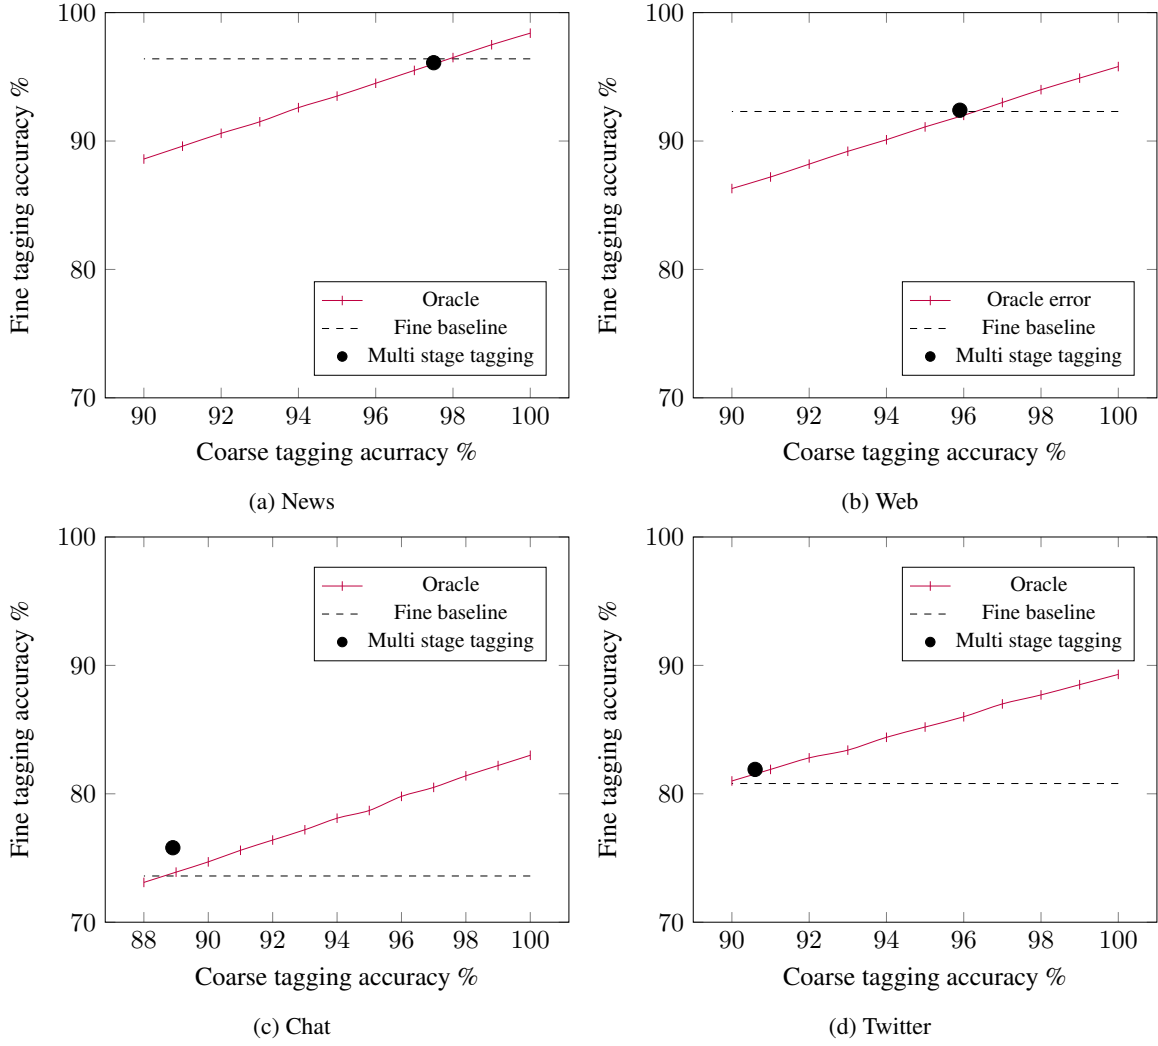 100
90
80
70
Fine tagging accuracy %
Oracle
Fine baseline
Multi stage tagging
90 92 94 96 98 100
Coarse tagging acurracy %
(a) News
100
90
80
70
Fine tagging accuracy %
Oracle error
Fine baseline
Multi stage tagging
90 92 94 96 98 100
Coarse tagging accuracy %
(b) Web
100
90
80
70
Fine tagging accuracy %
Oracle
Fine baseline
Multi stage tagging
88 90 92 94 96 98 100
Coarse tagging accuracy %
(c) Chat
100
90
80
70
Fine tagging accuracy %
Oracle
Fine baseline
Multi stage tagging
90 92 94 96 98 100
Coarse tagging accuracy %
(d) Twitter